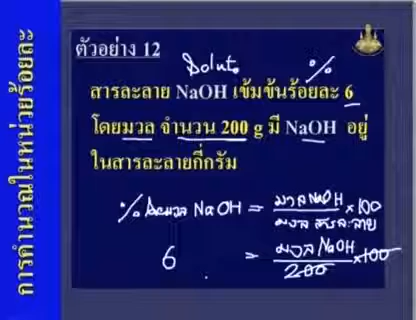 การคำนวณในหน่วยร้อยละ
ตัวอย่าง 12
Solut %
สารละลาย NaOH เข้มข้นร้อยละ 6
โดยมวล จำนวน 200 g มี NaOH อยู่
ในสารละลายกี่กรัม
% โดยมวล NaOH = มวล NaOH × 100
มวล สารละลาย
6 = มวล NaOH × 100
200